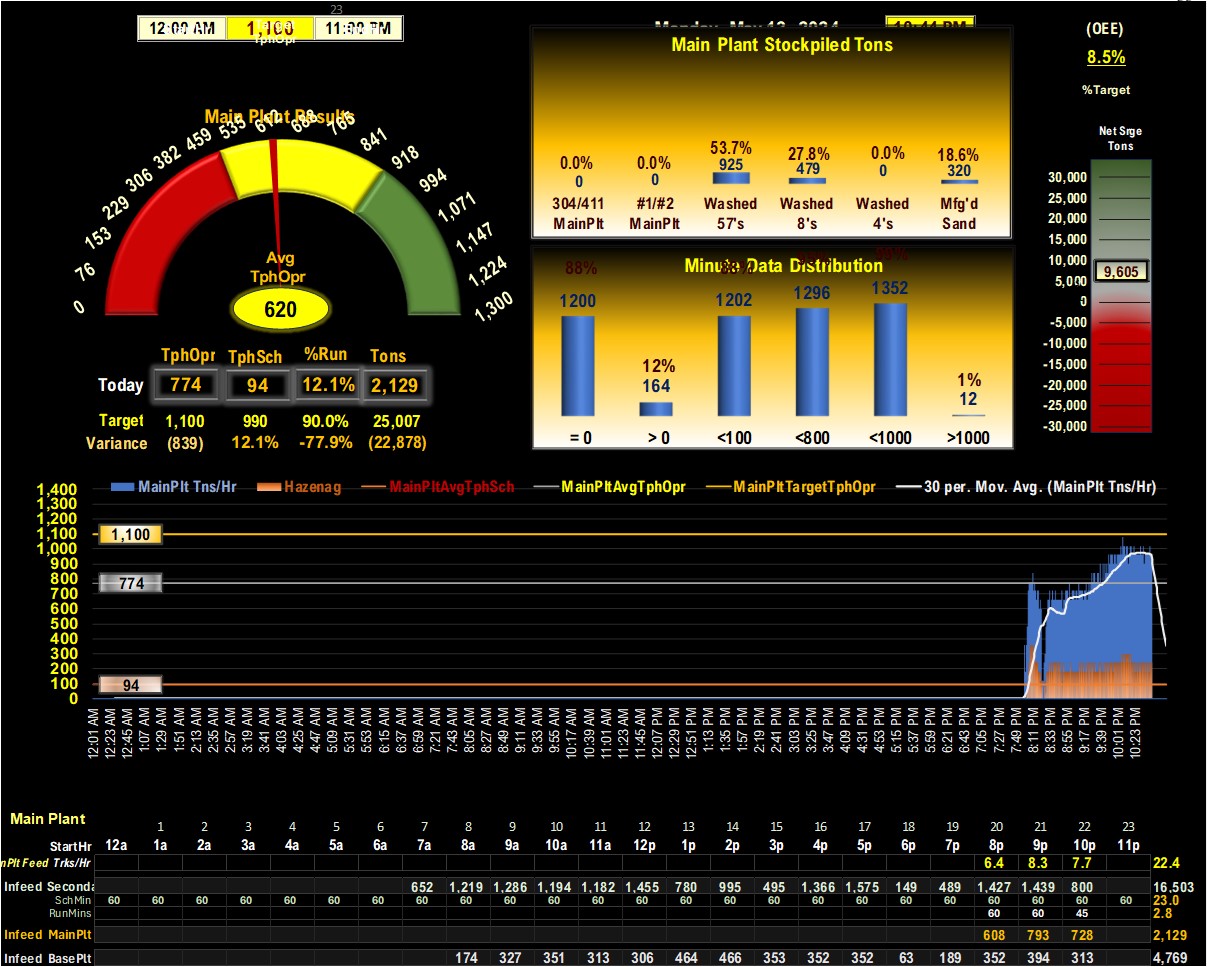 23
12:00 AM 1,100 11:00 PM
Target
TphOpr
Monday, May 13, 2024 10:44 PM
(OEE)
8.5%
%Target
Main Plant Results
0 76 153 229 306 382 459 535 612 688 765 841 918 994 1,071 1,147 1,224 1,300
Avg
TphOpr
620
TphOpr TphSch %Run Tons
Today 774 94 12.1% 2,129
Target 1,100 990 90.0% 25,007
Variance (839) 12.1% -77.9% (22,878)
Main Plant Stockpiled Tons
0.0% 0.0% 53.7% 27.8% 0.0% 18.6%
0 0 925 479 0 320
304/411 #1/#2 Washed Washed Washed Mfg'd
MainPlt MainPlt 57's 8's 4's Sand
Minute Data Distribution
88% 88% 99%
1200 1202 1296 1352
12% 1%
164 12
= 0 > 0 <100 <800 <1000 >1000
Net Srge
Tons
30,000
25,000
20,000
15,000
10,000
9,605
5,000
0
-5,000
-10,000
-15,000
-20,000
-25,000
-30,000
MainPlt Tns/Hr Hazenag MainPltAvgTphSch MainPltAvgTphOpr MainPltTargetTphOpr 30 per. Mov. Avg. (MainPlt Tns/Hr)
1,400
1,300
1,200
1,100 1,100
1,000
900
800 774
700
600
500
400
300
200
100 94
0
12:01 AM 12:23 AM 12:45 AM 1:07 AM 1:29 AM 1:51 AM 2:13 AM 2:35 AM 2:57 AM 3:19 AM 3:41 AM 4:03 AM 4:25 AM 4:47 AM 5:09 AM 5:31 AM 5:53 AM 6:15 AM 6:37 AM 6:59 AM 7:21 AM 7:43 AM 8:05 AM 8:27 AM 8:49 AM 9:11 AM 9:33 AM 9:55 AM 10:17 AM 10:39 AM 11:01 AM 11:23 AM 11:45 AM 12:07 PM 12:29 PM 12:51 PM 1:13 PM 1:35 PM 1:57 PM 2:19 PM 2:41 PM 3:03 PM 3:25 PM 3:47 PM 4:09 PM 4:31 PM 4:53 PM 5:15 PM 5:37 PM 5:59 PM 6:21 PM 6:43 PM 7:05 PM 7:27 PM 7:49 PM 8:11 PM 8:33 PM 8:55 PM 9:17 PM 9:39 PM 10:01 PM 10:23 PM
Main Plant
1 2 3 4 5 6 7 8 9 10 11 12 13 14 15 16 17 18 19 20 21 22 23
StartHr 12a 1a 2a 3a 4a 5a 6a 7a 8a 9a 10a 11a 12p 1p 2p 3p 4p 5p 6p 7p 8p 9p 10p 11p
nPlt Feed Trks/Hr 6.4 8.3 7.7 22.4
Infeed Seconda 652 1,219 1,286 1,194 1,182 1,455 780 995 495 1,366 1,575 149 489 1,427 1,439 800 16,503
SchMin 60 60 60 60 60 60 60 60 60 60 60 60 60 60 60 60 60 60 60 60 60 60 60 60 23.0
RunMins 60 60 45 2.8
Infeed MainPlt 608 793 728 2,129
Infeed BasePlt 174 327 351 313 306 464 466 353 352 352 63 189 352 394 313 4,769